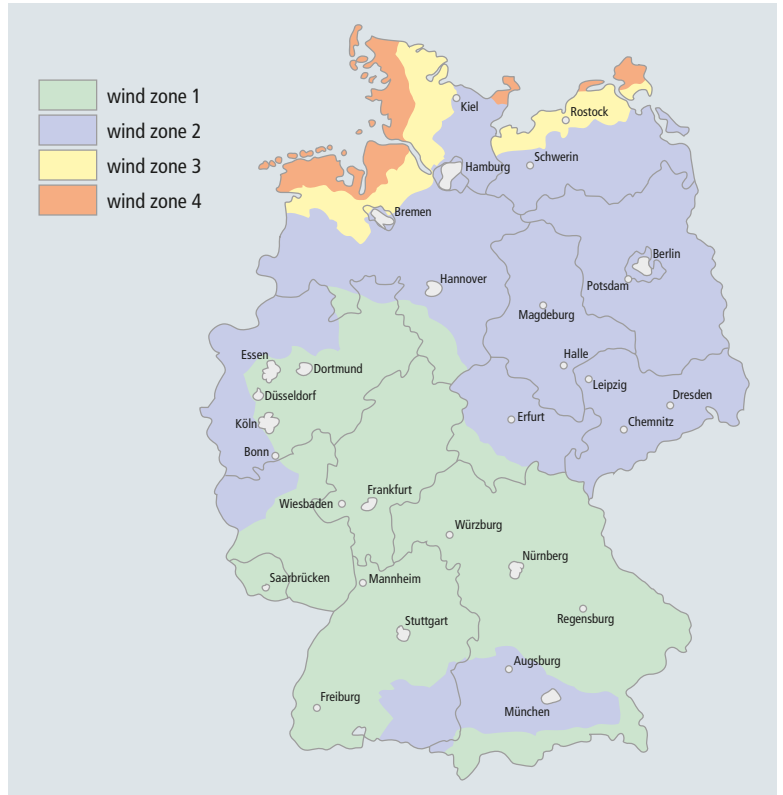 wind zone 1
wind zone 2
wind zone 3
wind zone 4
Kiel
Rostock
Hamburg
Schwerin
Bremen
Berlin
Hannover
Potsdam
Magdeburg
Essen
Dortmund
Halle
Leipzig
Düsseldorf
Dresden
Köln
Erfurt
Chemnitz
Bonn
Frankfurt
Wiesbaden
Würzburg
Nürnberg
Saarbrücken
Mannheim
Regensburg
Stuttgart
Augsburg
Freiburg
München